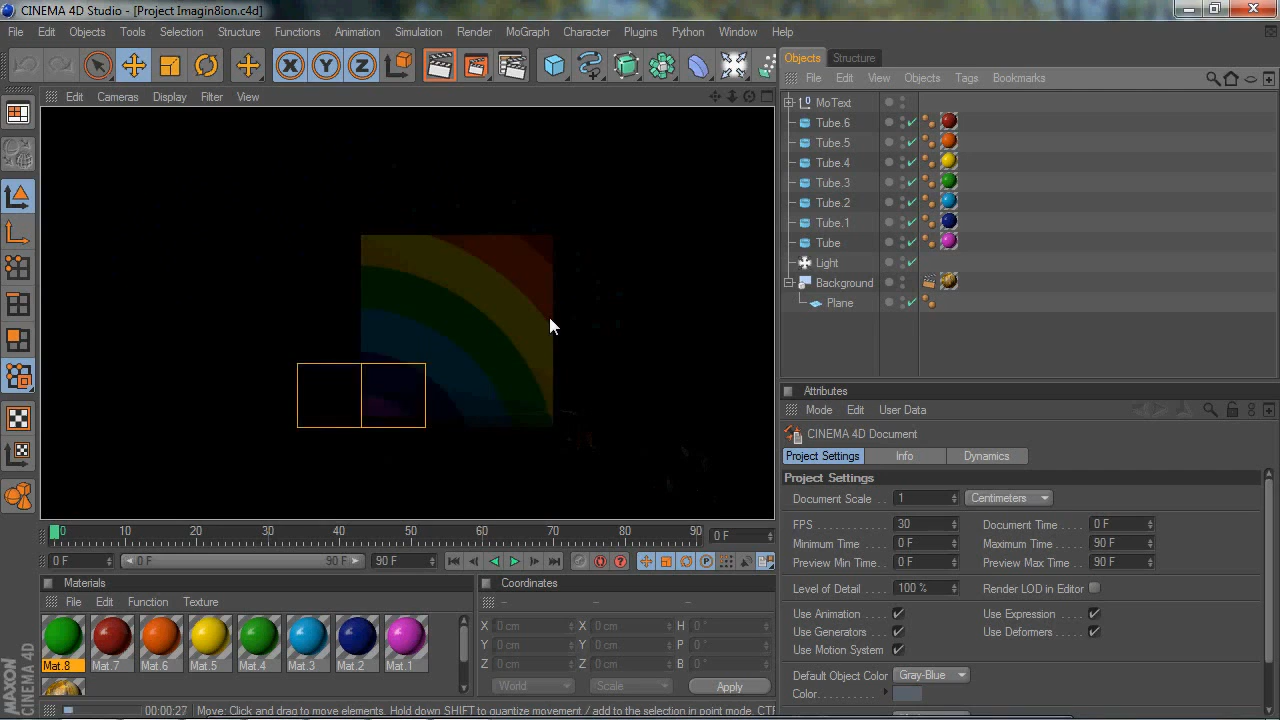 CINEMA 4D Studio - [Project Imagin8ion.c4d]
File Edit Objects Tools Selection Structure Functions Animation Simulation Render MoGraph Character Plugins Python Window Help
Edit Cameras Display Filter View
Objects Structure
File Edit View Objects Tags Bookmarks
MoText
Tube.6
Tube.5
Tube.4
Tube.3
Tube.2
Tube.1
Tube
Light
Background
Plane
Attributes
Mode Edit User Data
CINEMA 4D Document
Project Settings Info Dynamics
Project Settings
Document Scale . . 1 Centimeters
FPS . . . . . . . 30 Document Time . . 0 F
Minimum Time . . 0 F Maximum Time . . 90 F
Preview Min Time . 0 F Preview Max Time . 90 F
Level of Detail . . 100 % Render LOD in Editor
Use Animation . . Use Expression . .
Use Generators . . Use Deformers . .
Use Motion System
Default Object Color Gray-Blue
Color
0 10 20 30 40 50 60 70 80 90 0 F
0 F 0 F 90 F 90 F
Materials
File Edit Function Texture
Mat.8 Mat.7 Mat.6 Mat.5 Mat.4 Mat.3 Mat.2 Mat.1
Coordinates
X 0 cm X 0 cm H 0 °
Y 0 cm Y 0 cm P 0 °
Z 0 cm Z 0 cm B 0 °
World Scale Apply
MAXON CINEMA 4D
00:00:27 Move: Click and drag to move elements. Hold down SHIFT to quantize movement / add to the selection in point mode. CTF